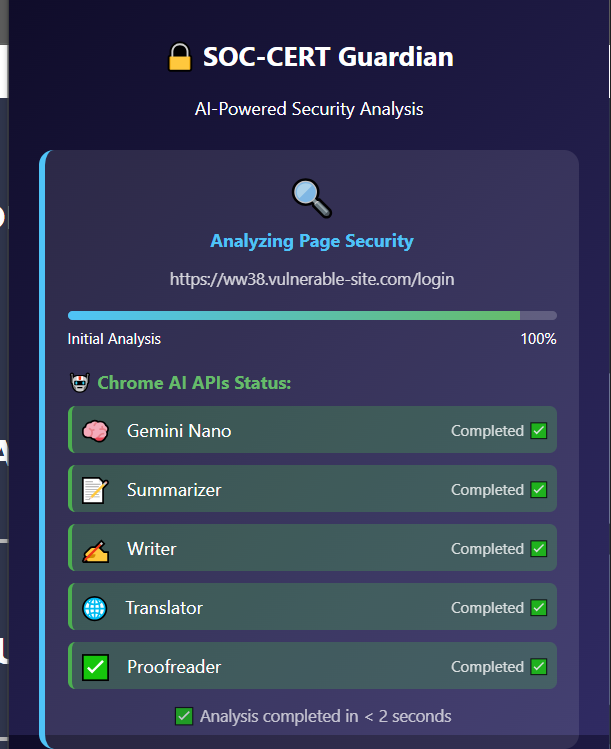 SOC-CERT Guardian
AI-Powered Security Analysis
Analyzing Page Security
https://ww38.vulnerable-site.com/login
Initial Analysis 100%
Chrome AI APIs Status:
Gemini Nano Completed
Summarizer Completed
Writer Completed
Translator Completed
Proofreader Completed
Analysis completed in < 2 seconds